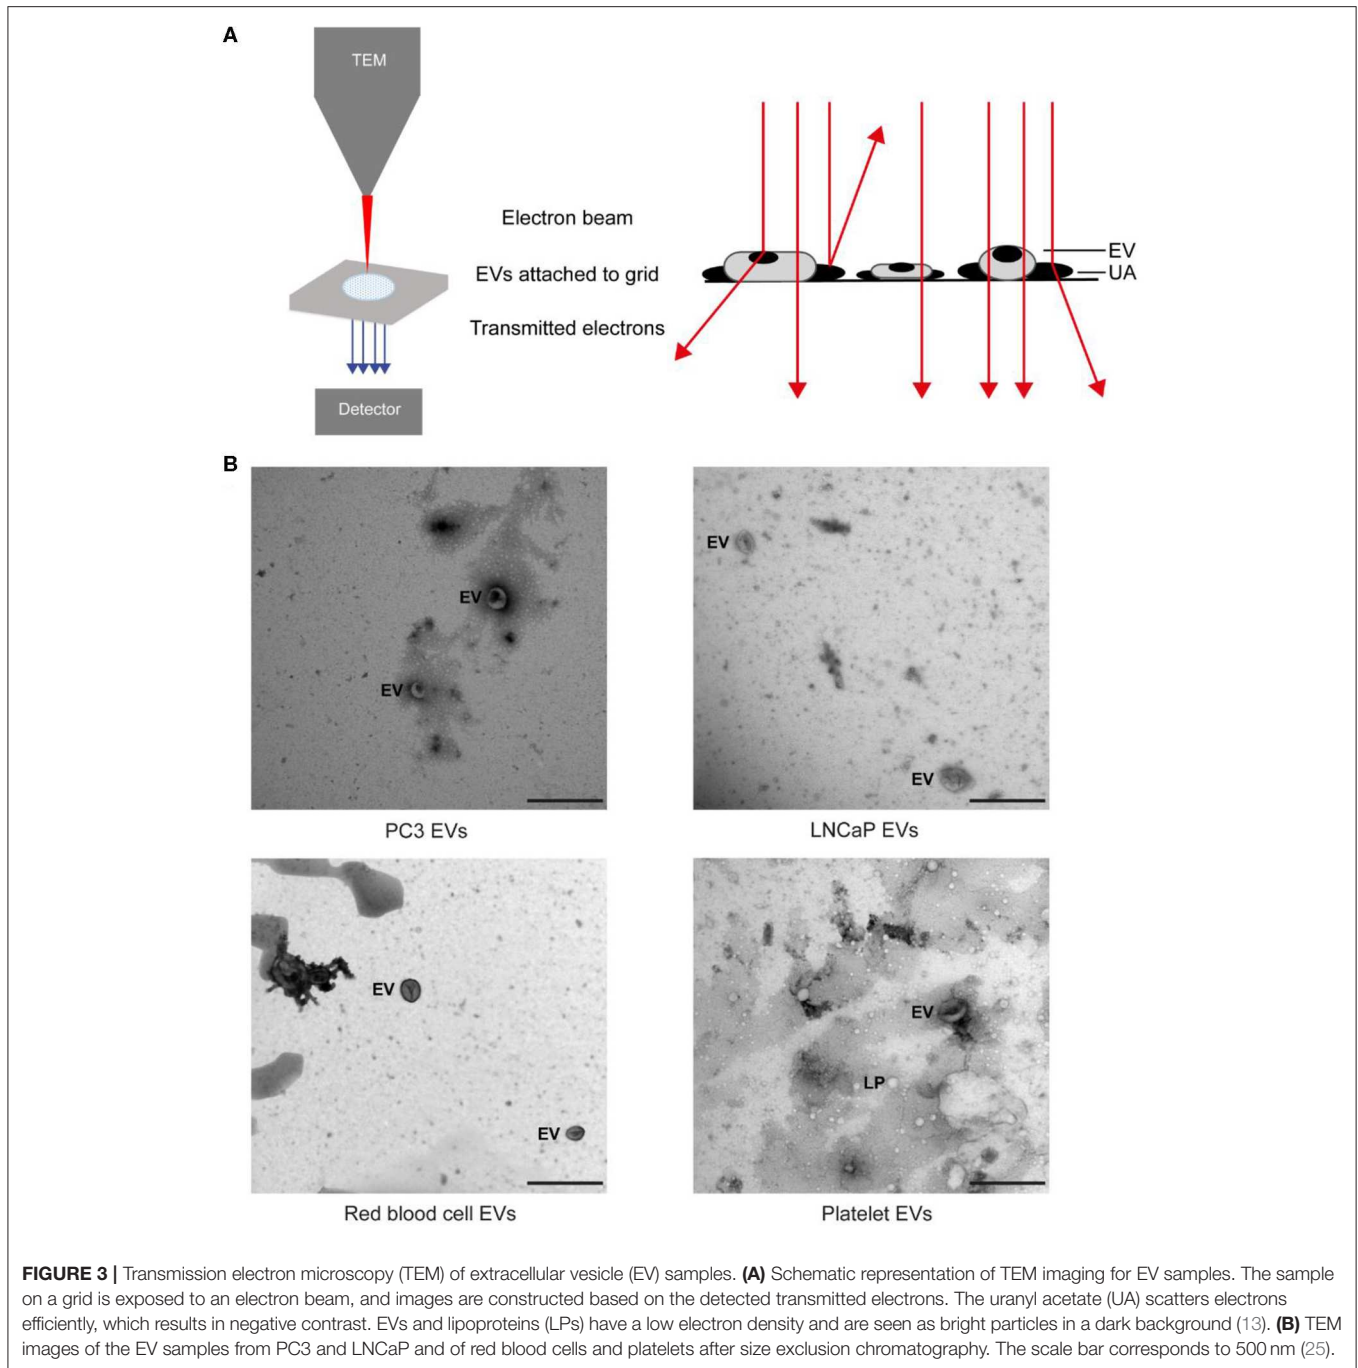 A
TEM
Electron beam
EVs attached to grid
Transmitted electrons
Detector
EV
UA
B
EV
EV
EV
EV
PC3 EVs
LNCaP EVs
EV
EV
EV
LP
Red blood cell EVs
Platelet EVs
FIGURE 3 | Transmission electron microscopy (TEM) of extracellular vesicle (EV) samples. (A) Schematic representation of TEM imaging for EV samples. The sample
on a grid is exposed to an electron beam, and images are constructed based on the detected transmitted electrons. The uranyl acetate (UA) scatters electrons
efficiently, which results in negative contrast. EVs and lipoproteins (LPs) have a low electron density and are seen as bright particles in a dark background (13). (B) TEM
images of the EV samples from PC3 and LNCaP and of red blood cells and platelets after size exclusion chromatography. The scale bar corresponds to 500 nm (25).